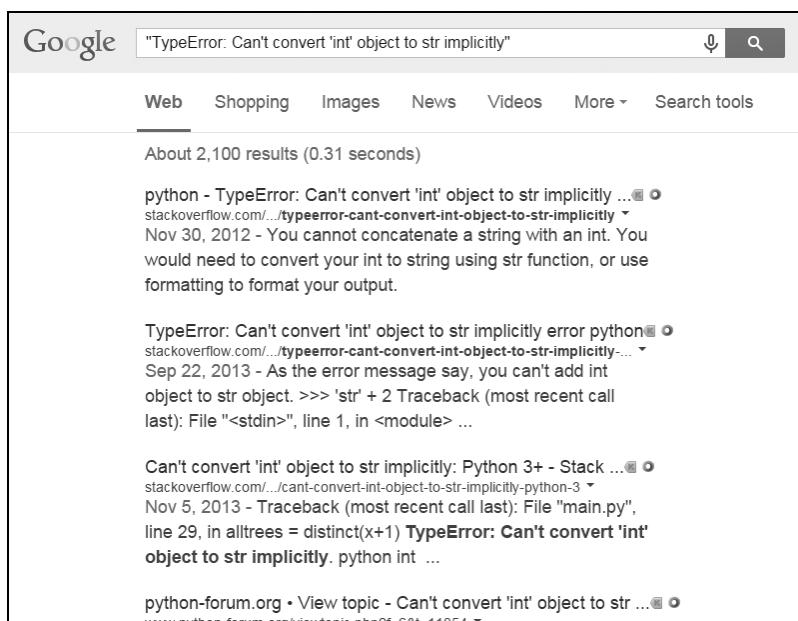 Google
"TypeError: Can't convert 'int' object to str implicitly"
Web Shopping Images News Videos More Search tools
About 2,100 results (0.31 seconds)
python - TypeError: Can't convert 'int' object to str implicitly ...
stackoverflow.com/.../typeerror-cant-convert-int-object-to-str-implicitly
Nov 30, 2012 - You cannot concatenate a string with an int. You
would need to convert your int to string using str function, or use
formatting to format your output.
TypeError: Can't convert 'int' object to str implicitly error python
stackoverflow.com/.../typeerror-cant-convert-int-object-to-str-implicitly-...
Sep 22, 2013 - As the error message say, you can't add int
object to str object. >>> 'str' + 2 Traceback (most recent call
last): File "<stdin>", line 1, in <module> ...
Can't convert 'int' object to str implicitly: Python 3+ - Stack ...
stackoverflow.com/.../cant-convert-int-object-to-str-implicitly-python-3
Nov 5, 2013 - Traceback (most recent call last): File "main.py",
line 29, in alltrees = distinct(x+1) TypeError: Can't convert 'int'
object to str implicitly. python int ...
python-forum.org • View topic - Can't convert 'int' object to str ...